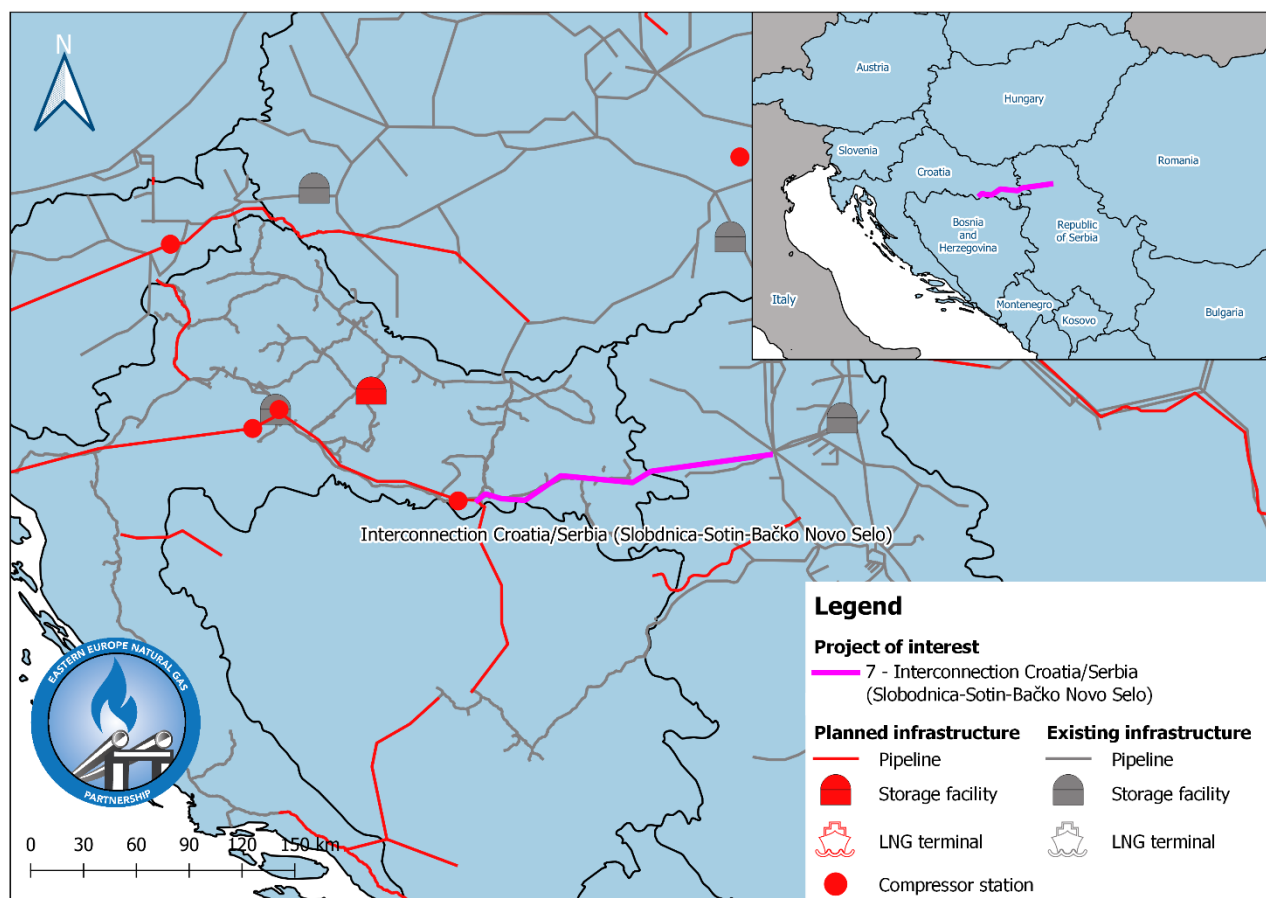 N
Austria
Hungary
Slovenia
Croatia
Romania
Bosnia
and
Herzegovina
Republic
of Serbia
Italy
Montenegro
Kosovo
Bulgaria
Interconnection Croatia/Serbia (Slobdnica-Sotin-Bačko Novo Selo)
EASTERN EUROPE NATURAL GAS
PARTNERSHIP
0 30 60 90 120 150 km
Legend
Project of interest
7 - Interconnection Croatia/Serbia
(Slobodnica-Sotin-Bačko Novo Selo)
Planned infrastructure
Pipeline
Storage facility
LNG terminal
Compressor station
Existing infrastructure
Pipeline
Storage facility
LNG terminal